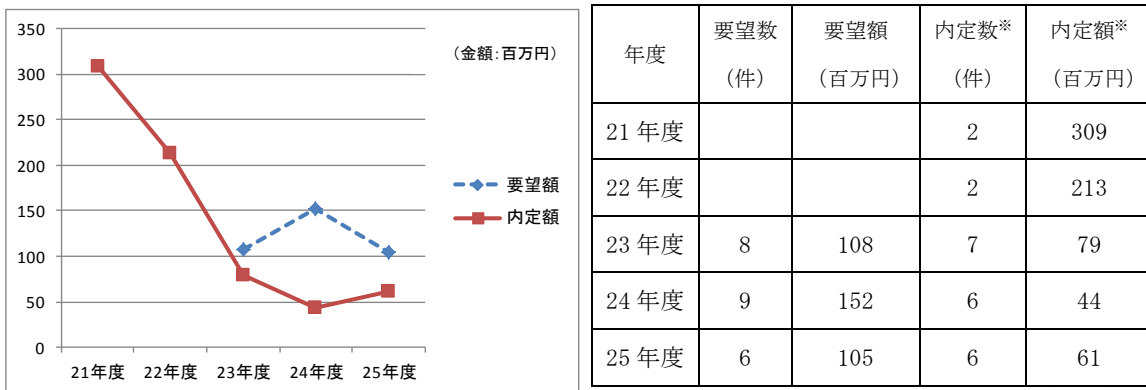 350
300
250
200
150
100
50
0
（金額:百万円）
要望額
内定額
21年度 22年度 23年度 24年度 25年度
年度 要望数（件） 要望額（百万円） 内定数※（件） 内定額※（百万円）
21 年度 2 309
22 年度 2 213
23 年度 8 108 7 79
24 年度 9 152 6 44
25 年度 6 105 6 61